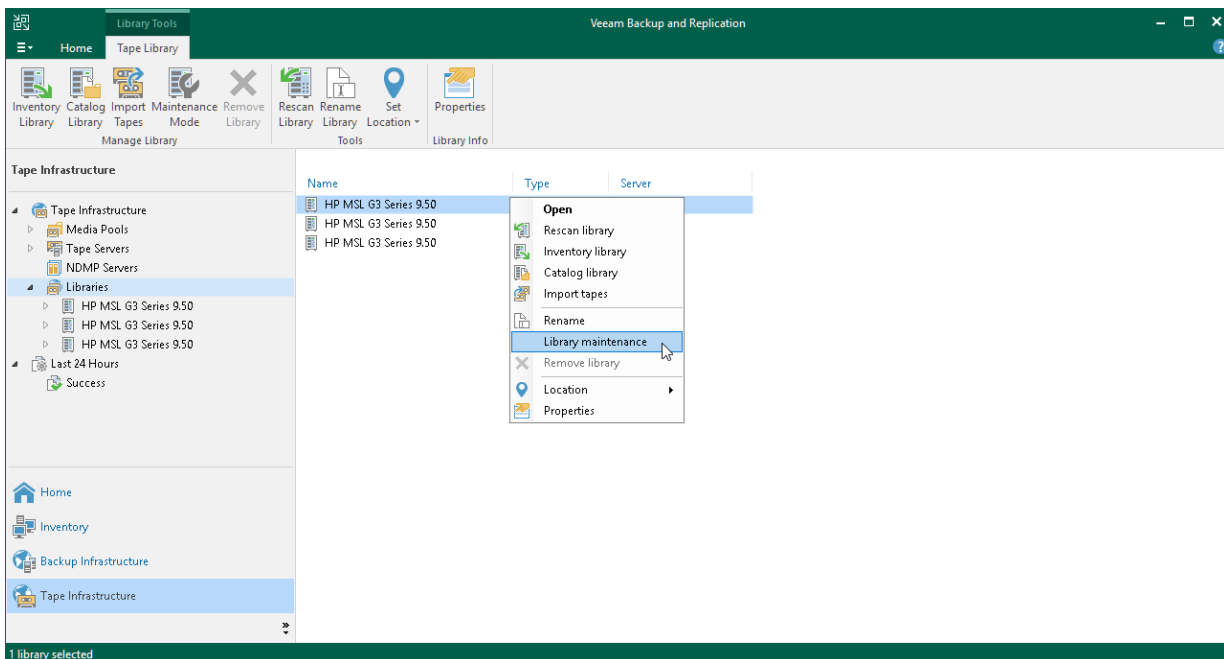 Library Tools
Veeam Backup and Replication
Home
Tape Library
Inventory Library
Catalog Library
Import Tapes
Maintenance Mode
Remove Library
Manage Library
Rescan Library
Rename Library
Set Location
Tools
Properties
Library Info
Tape Infrastructure
Tape Infrastructure
Media Pools
Tape Servers
NDMP Servers
Libraries
HP MSL G3 Series 9.50
HP MSL G3 Series 9.50
HP MSL G3 Series 9.50
Last 24 Hours
Success
Home
Inventory
Backup Infrastructure
Tape Infrastructure
Name Type Server
HP MSL G3 Series 9.50
HP MSL G3 Series 9.50
HP MSL G3 Series 9.50
Open
Rescan library
Inventory library
Catalog library
Import tapes
Rename
Library maintenance
Remove library
Location
Properties
1 library selected